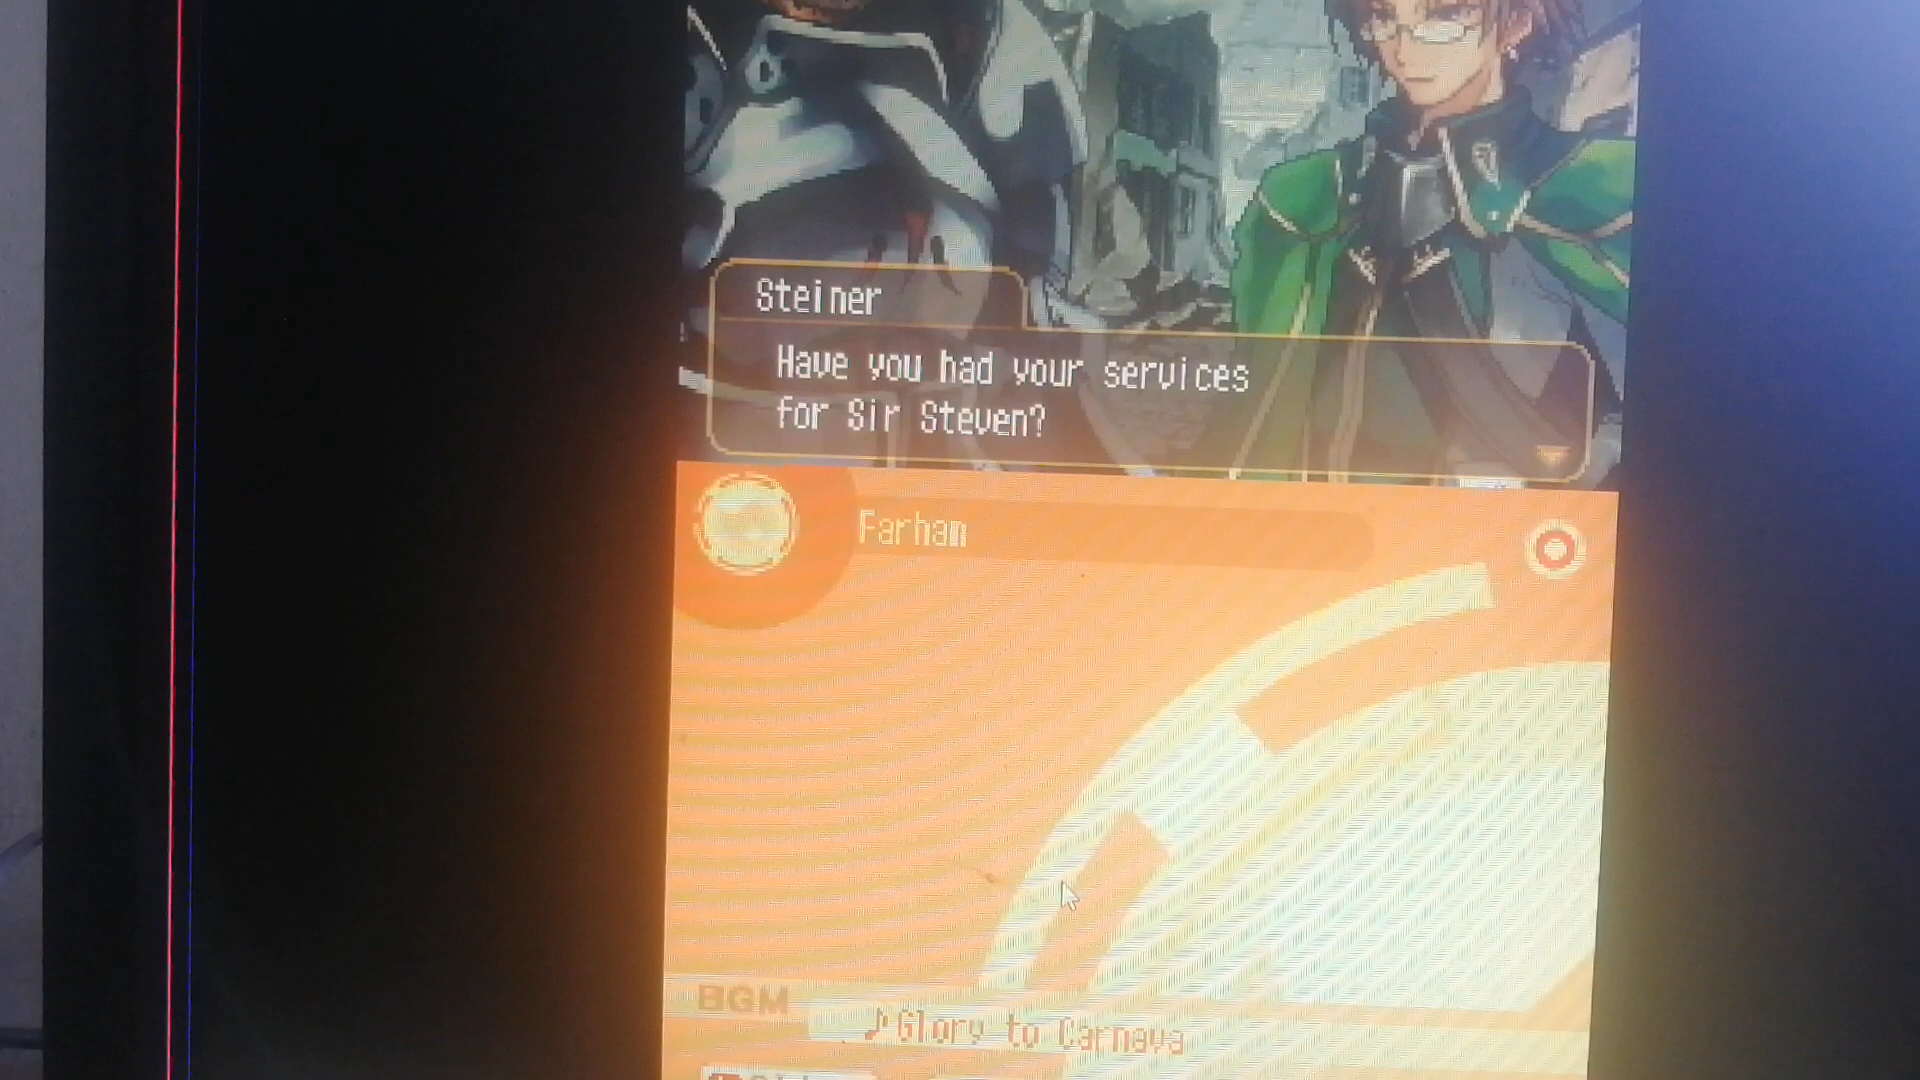 Steiner
Have you had your services
for Sir Steven?
Farhan
BGM
♪Glory to Carnava